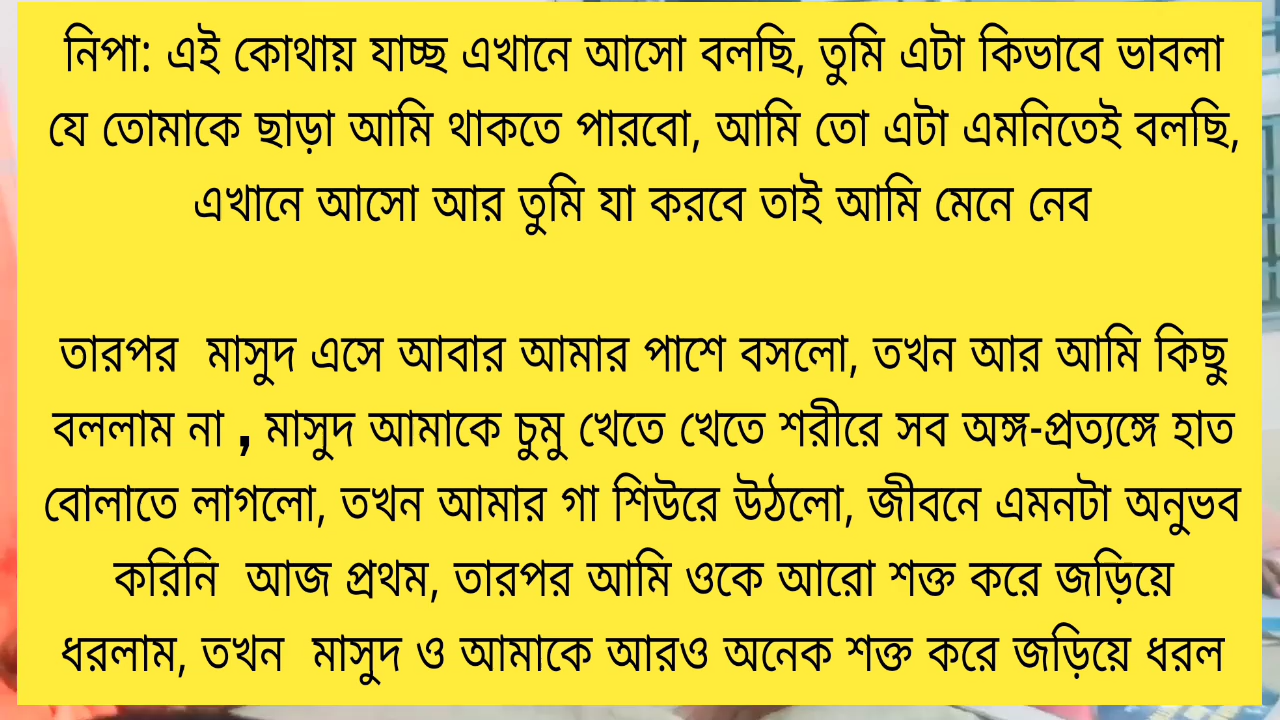 নিপা: এই কোথায় যাচ্ছ এখানে আসো বলছি, তুমি এটা কিভাবে ভাবলা
যে তোমাকে ছাড়া আমি থাকতে পারবো, আমি তো এটা এমনিতেই বলছি,
এখানে আসো আর তুমি যা করবে তাই আমি মেনে নেব
তারপর মাসুদ এসে আবার আমার পাশে বসলো, তখন আর আমি কিছু
বললাম না , মাসুদ আমাকে চুমু খেতে খেতে শরীরে সব অঙ্গ-প্রত্যঙ্গে হাত
বোলাতে লাগলো, তখন আমার গা শিউরে উঠলো, জীবনে এমনটা অনুভব
করিনি আজ প্রথম, তারপর আমি ওকে আরো শক্ত করে জড়িয়ে
ধরলাম, তখন মাসুদ ও আমাকে আরও অনেক শক্ত করে জড়িয়ে ধরল